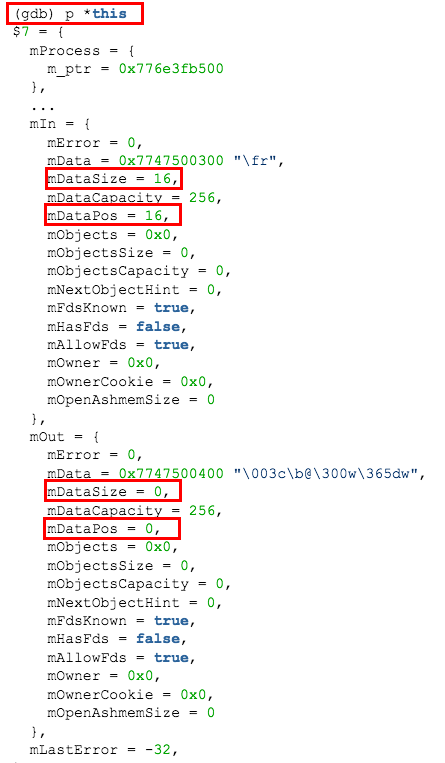 (gdb) p *this
$7 = {
  mProcess = {
    m_ptr = 0x776e3fb500
  },
  ...
  mIn = {
    mError = 0,
    mData = 0x7747500300 "\fr",
    mDataSize = 16,
    mDataCapacity = 256,
    mDataPos = 16,
    mObjects = 0x0,
    mObjectsSize = 0,
    mObjectsCapacity = 0,
    mNextObjectHint = 0,
    mFdsKnown = true,
    mHasFds = false,
    mAllowFds = true,
    mOwner = 0x0,
    mOwnerCookie = 0x0,
    mOpenAshmemSize = 0
  },
  mOut = {
    mError = 0,
    mData = 0x7747500400 "\003c\b@\300w\365dw",
    mDataSize = 0,
    mDataCapacity = 256,
    mDataPos = 0,
    mObjects = 0x0,
    mObjectsSize = 0,
    mObjectsCapacity = 0,
    mNextObjectHint = 0,
    mFdsKnown = true,
    mHasFds = false,
    mAllowFds = true,
    mOwner = 0x0,
    mOwnerCookie = 0x0,
    mOpenAshmemSize = 0
  },
  mLastError = -32,